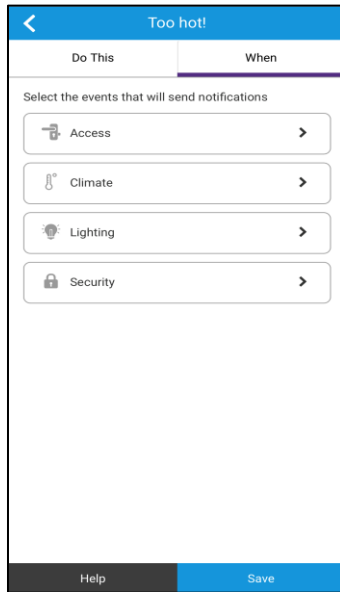 Too hot!
Do This When
Select the events that will send notifications
Access
Climate
Lighting
Security
Help Save